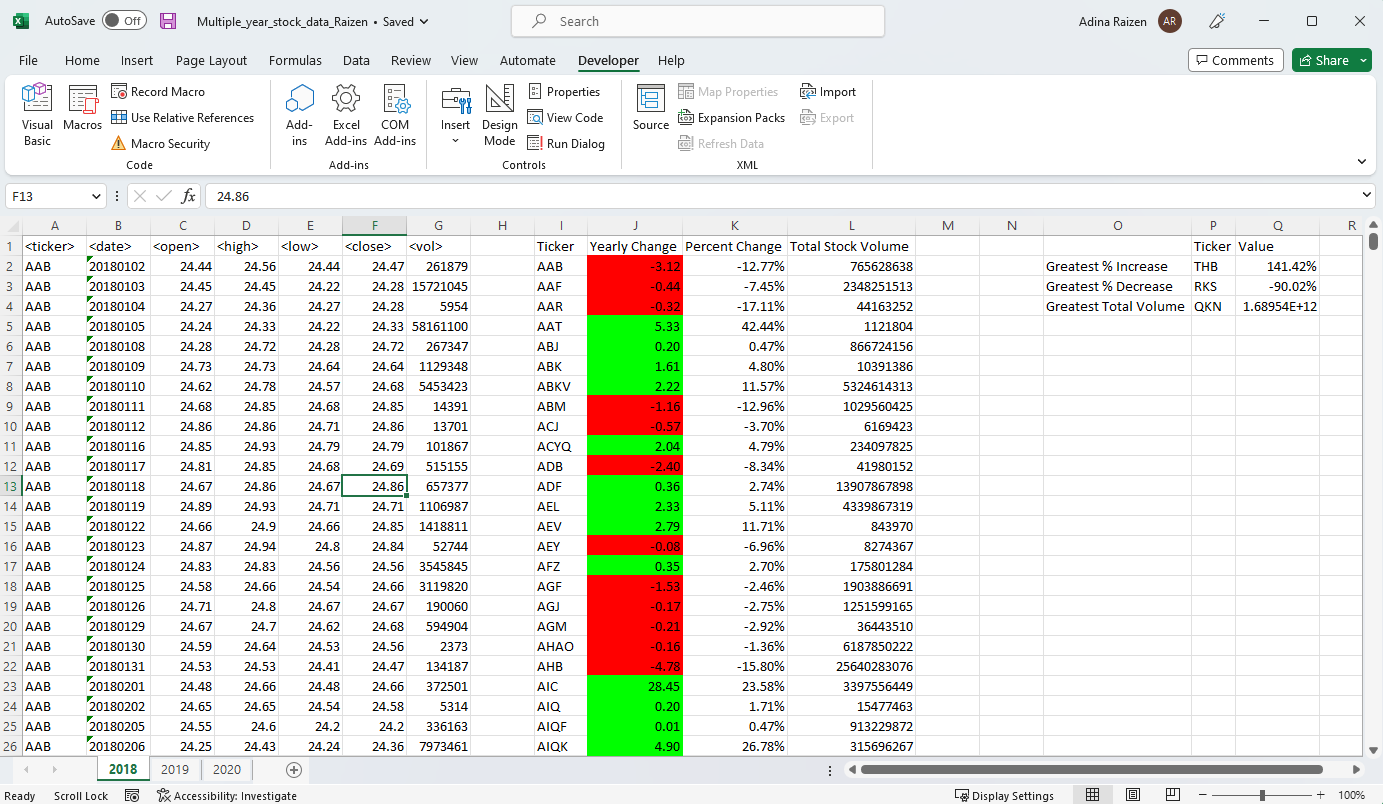 AutoSave Off Multiple_year_stock_data_Raizen • Saved Search Adina Raizen AR
File Home Insert Page Layout Formulas Data Review View Automate Developer Help Comments Share
Visual Basic
Macros
Record Macro
Use Relative References
Macro Security
Code
Add-ins
Excel Add-ins
COM Add-ins
Add-ins
Insert
Design Mode
Properties
View Code
Run Dialog
Controls
Source
Map Properties
Expansion Packs
Refresh Data
Import
Export
XML
F13 fx 24.86
A B C D E F G H I J K L M N O P Q R
1 <ticker> <date> <open> <high> <low> <close> <vol> Ticker Yearly Change Percent Change Total Stock Volume Ticker Value
2 AAB 20180102 24.44 24.56 24.44 24.47 261879 AAB -3.12 -12.77% 765628638 Greatest % Increase THB 141.42%
3 AAB 20180103 24.45 24.45 24.22 24.28 15721045 AAF -0.44 -7.45% 2348251513 Greatest % Decrease RKS -90.02%
4 AAB 20180104 24.27 24.36 24.27 24.28 5954 AAR -0.32 -17.11% 44163252 Greatest Total Volume QKN 1.68954E+12
5 AAB 20180105 24.24 24.33 24.22 24.33 58161100 AAT 5.33 42.44% 1121804
6 AAB 20180108 24.28 24.72 24.28 24.72 267347 ABJ 0.20 0.47% 866724156
7 AAB 20180109 24.73 24.73 24.64 24.64 1129348 ABK 1.61 4.80% 10391386
8 AAB 20180110 24.62 24.78 24.57 24.68 5453423 ABKV 2.22 11.57% 5324614313
9 AAB 20180111 24.68 24.85 24.68 24.85 14391 ABM -1.16 -12.96% 1029560425
10 AAB 20180112 24.86 24.86 24.71 24.86 13701 ACJ -0.57 -3.70% 6169423
11 AAB 20180116 24.85 24.93 24.79 24.79 101867 ACYQ 2.04 4.79% 234097825
12 AAB 20180117 24.81 24.85 24.68 24.69 515155 ADB -2.40 -8.34% 41980152
13 AAB 20180118 24.67 24.86 24.67 24.86 657377 ADF 0.36 2.74% 13907867898
14 AAB 20180119 24.89 24.93 24.71 24.71 1106987 AEL 2.33 5.11% 4339867319
15 AAB 20180122 24.66 24.9 24.66 24.85 1418811 AEV 2.79 11.71% 843970
16 AAB 20180123 24.87 24.94 24.8 24.84 52744 AEY -0.08 -6.96% 8274367
17 AAB 20180124 24.83 24.83 24.56 24.56 3545845 AFZ 0.35 2.70% 175801284
18 AAB 20180125 24.58 24.66 24.54 24.66 3119820 AGF -1.53 -2.46% 1903886691
19 AAB 20180126 24.71 24.8 24.67 24.67 190060 AGJ -0.17 -2.75% 1251599165
20 AAB 20180129 24.67 24.7 24.62 24.68 594904 AGM -0.21 -2.92% 36443510
21 AAB 20180130 24.59 24.64 24.53 24.56 2373 AHAO -0.16 -1.36% 6187850222
22 AAB 20180131 24.53 24.53 24.41 24.47 134187 AHB -4.78 -15.80% 25640283076
23 AAB 20180201 24.48 24.66 24.48 24.66 372501 AIC 28.45 23.58% 3397556449
24 AAB 20180202 24.65 24.65 24.54 24.58 5314 AIQ 0.20 1.71% 15477463
25 AAB 20180205 24.55 24.6 24.2 24.2 336163 AIQF 0.01 0.47% 913229872
26 AAB 20180206 24.25 24.43 24.24 24.36 7973461 AIQK 4.90 26.78% 315696267
2018 2019 2020
Ready Scroll Lock Accessibility: Investigate Display Settings 100%